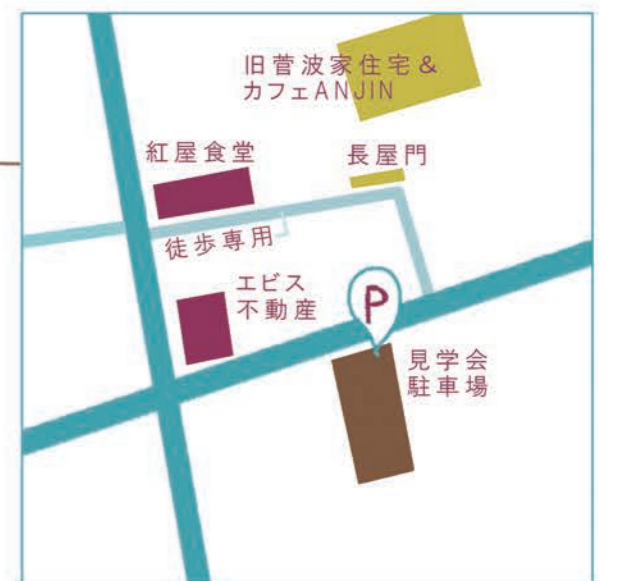 旧菅波家住宅&
カフェANJIN
紅屋食堂
長屋門
徒歩専用
エビス
不動産
P
見学会
駐車場